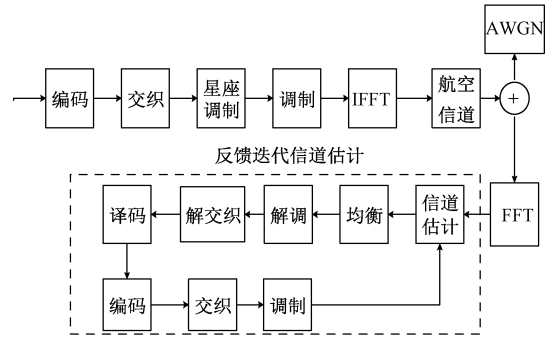 AWGN
编码
交织
星座
调制
调制
IFFT
航空
信道
+
反馈迭代信道估计
译码
解交织
解调
均衡
信道
估计
FFT
编码
交织
调制